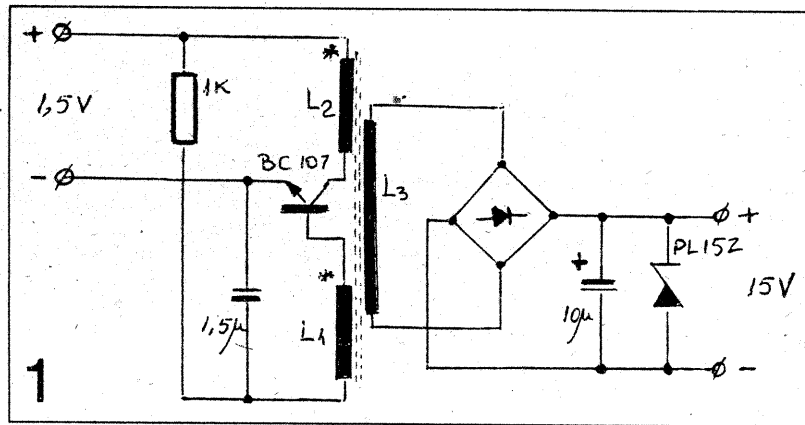 +
1K
*
L2
1,5V
BC 107
-
L3
+
PL152
+
*
1,5µ
L1
10µ
15V
-
1